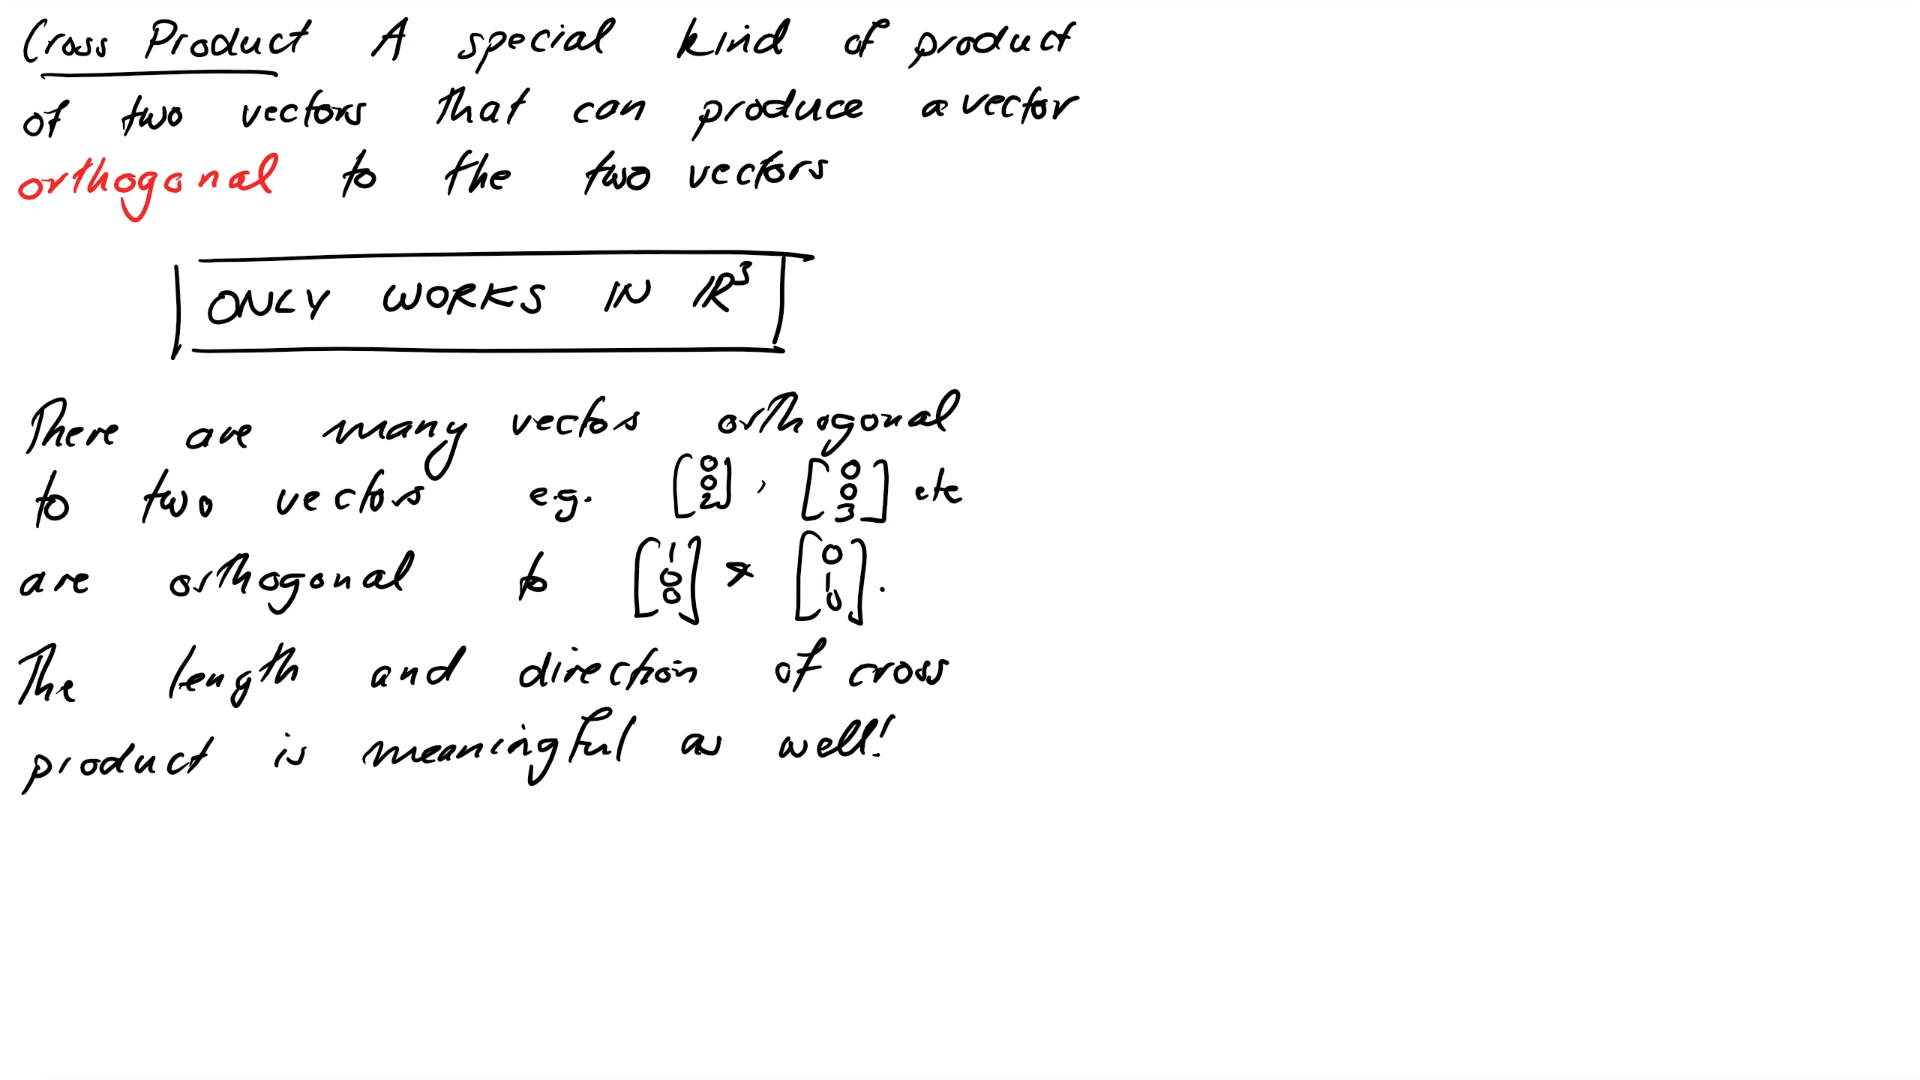 Cross Product A special kind of product
of two vectors that can produce a vector
orthogonal to the two vectors
ONLY WORKS IN ℝ³
There are many vectors orthogonal
to two vectors e.g. [0 0 2], [0 0 3] etc
are orthogonal to [1 0 0] & [0 1 0].
The length and direction of cross
product is meaningful as well!